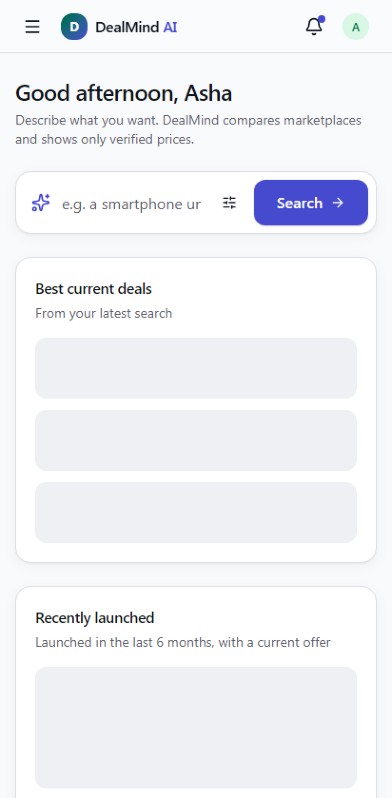 D DealMind AI
A
Good afternoon, Asha
Describe what you want. DealMind compares marketplaces
and shows only verified prices.
e.g. a smartphone ur
Search
Best current deals
From your latest search
Recently launched
Launched in the last 6 months, with a current offer